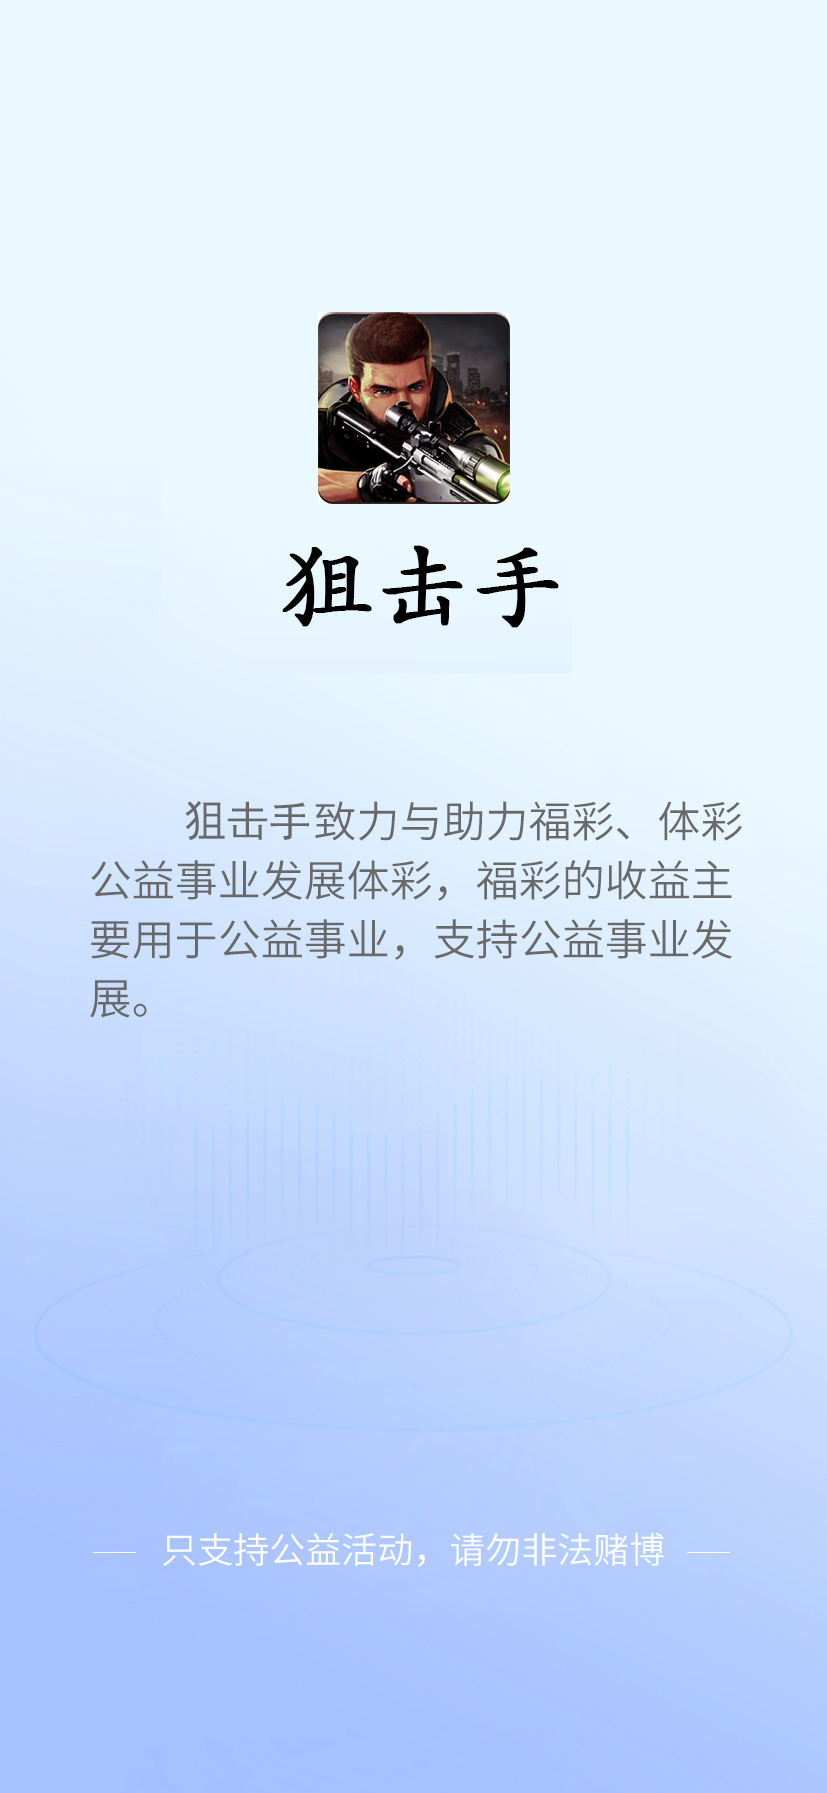 狙击手
狙击手致力与助力福彩、体彩
公益事业发展体彩，福彩的收益主
要用于公益事业，支持公益事业发
展。
只支持公益活动，请勿非法赌博